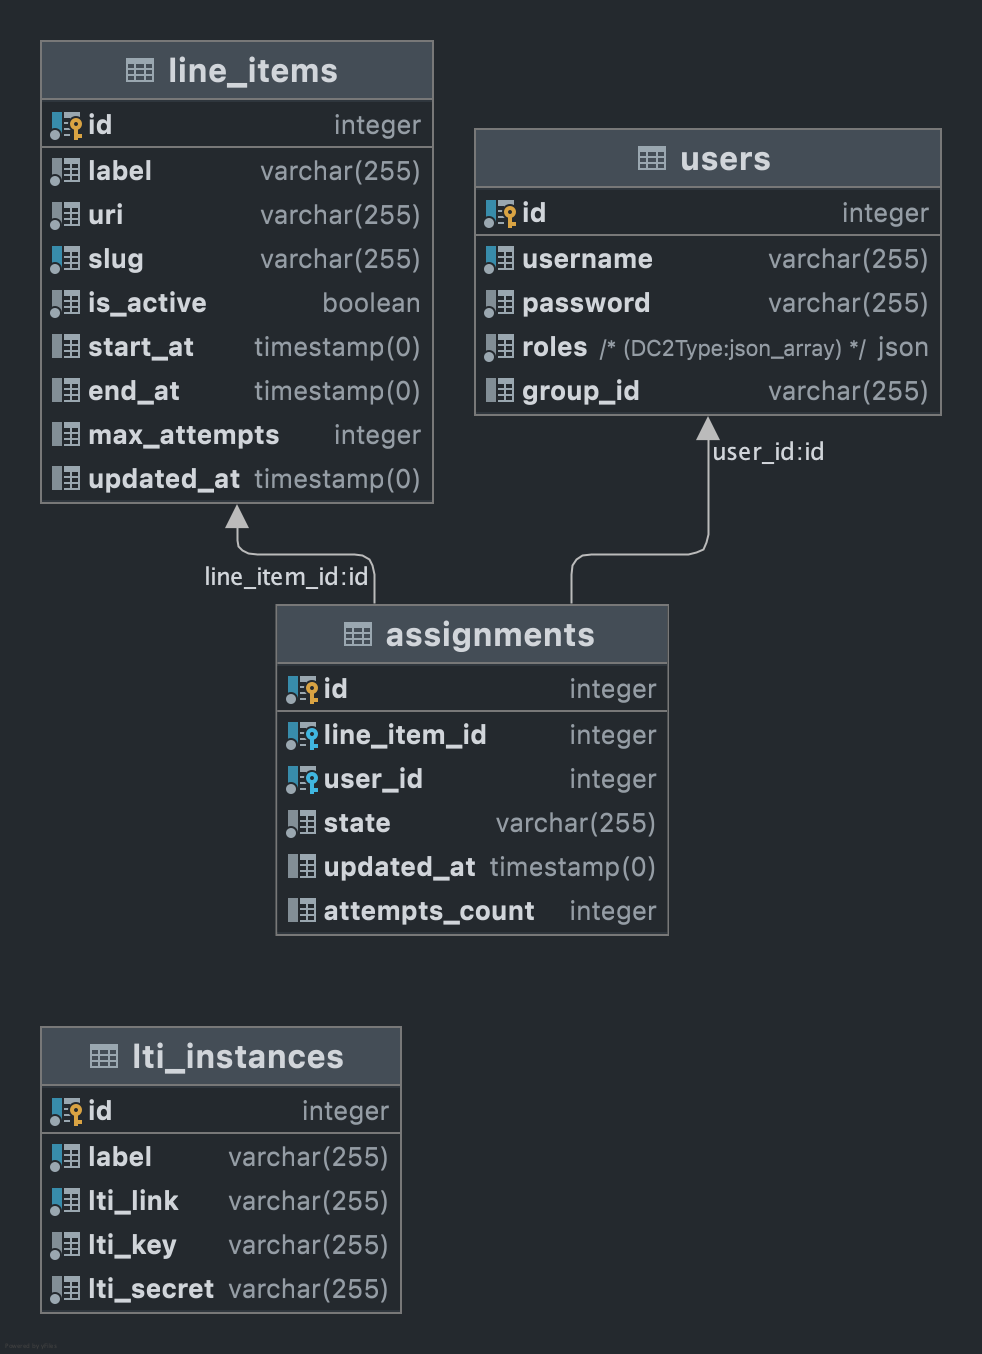 line_items
id integer
label varchar(255)
uri varchar(255)
slug varchar(255)
is_active boolean
start_at timestamp(0)
end_at timestamp(0)
max_attempts integer
updated_at timestamp(0)
users
id integer
username varchar(255)
password varchar(255)
roles /* (DC2Type:json_array) */ json
group_id varchar(255)
user_id:id
line_item_id:id
assignments
id integer
line_item_id integer
user_id integer
state varchar(255)
updated_at timestamp(0)
attempts_count integer
lti_instances
id integer
label varchar(255)
lti_link varchar(255)
lti_key varchar(255)
lti_secret varchar(255)